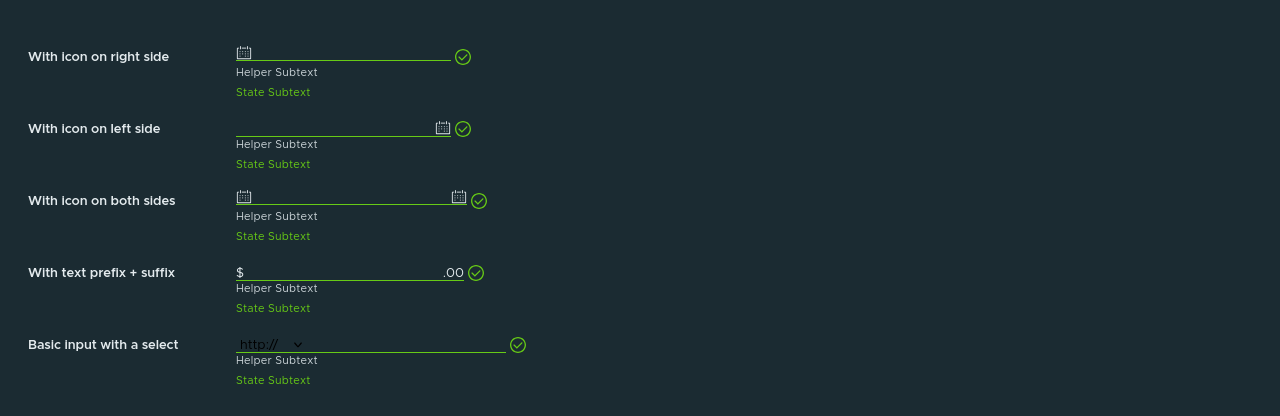 With icon on right side
Helper Subtext
State Subtext
With icon on left side
Helper Subtext
State Subtext
With icon on both sides
Helper Subtext
State Subtext
With text prefix + suffix $ .00
Helper Subtext
State Subtext
Basic input with a select http://
Helper Subtext
State Subtext